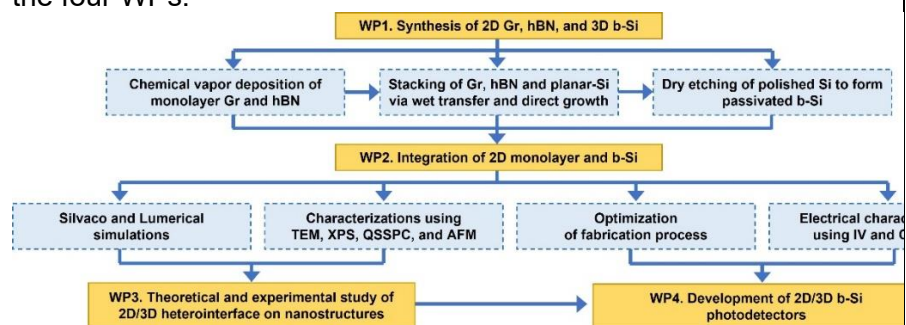 the four WPs.
WP1. Synthesis of 2D Gr, hBN, and 3D b-Si
Chemical vapor deposition of
monolayer Gr and hBN
Stacking of Gr, hBN and planar-Si
via wet transfer and direct growth
Dry etching of polished Si to form
passivated b-Si
WP2. Integration of 2D monolayer and b-Si
Silvaco and Lumerical
simulations
Characterizations using
TEM, XPS, QSSPC, and AFM
Optimization
of fabrication process
Electrical charac
using IV and C
WP3. Theoretical and experimental study of
2D/3D heterointerface on nanostructures
WP4. Development of 2D/3D b-Si
photodetectors